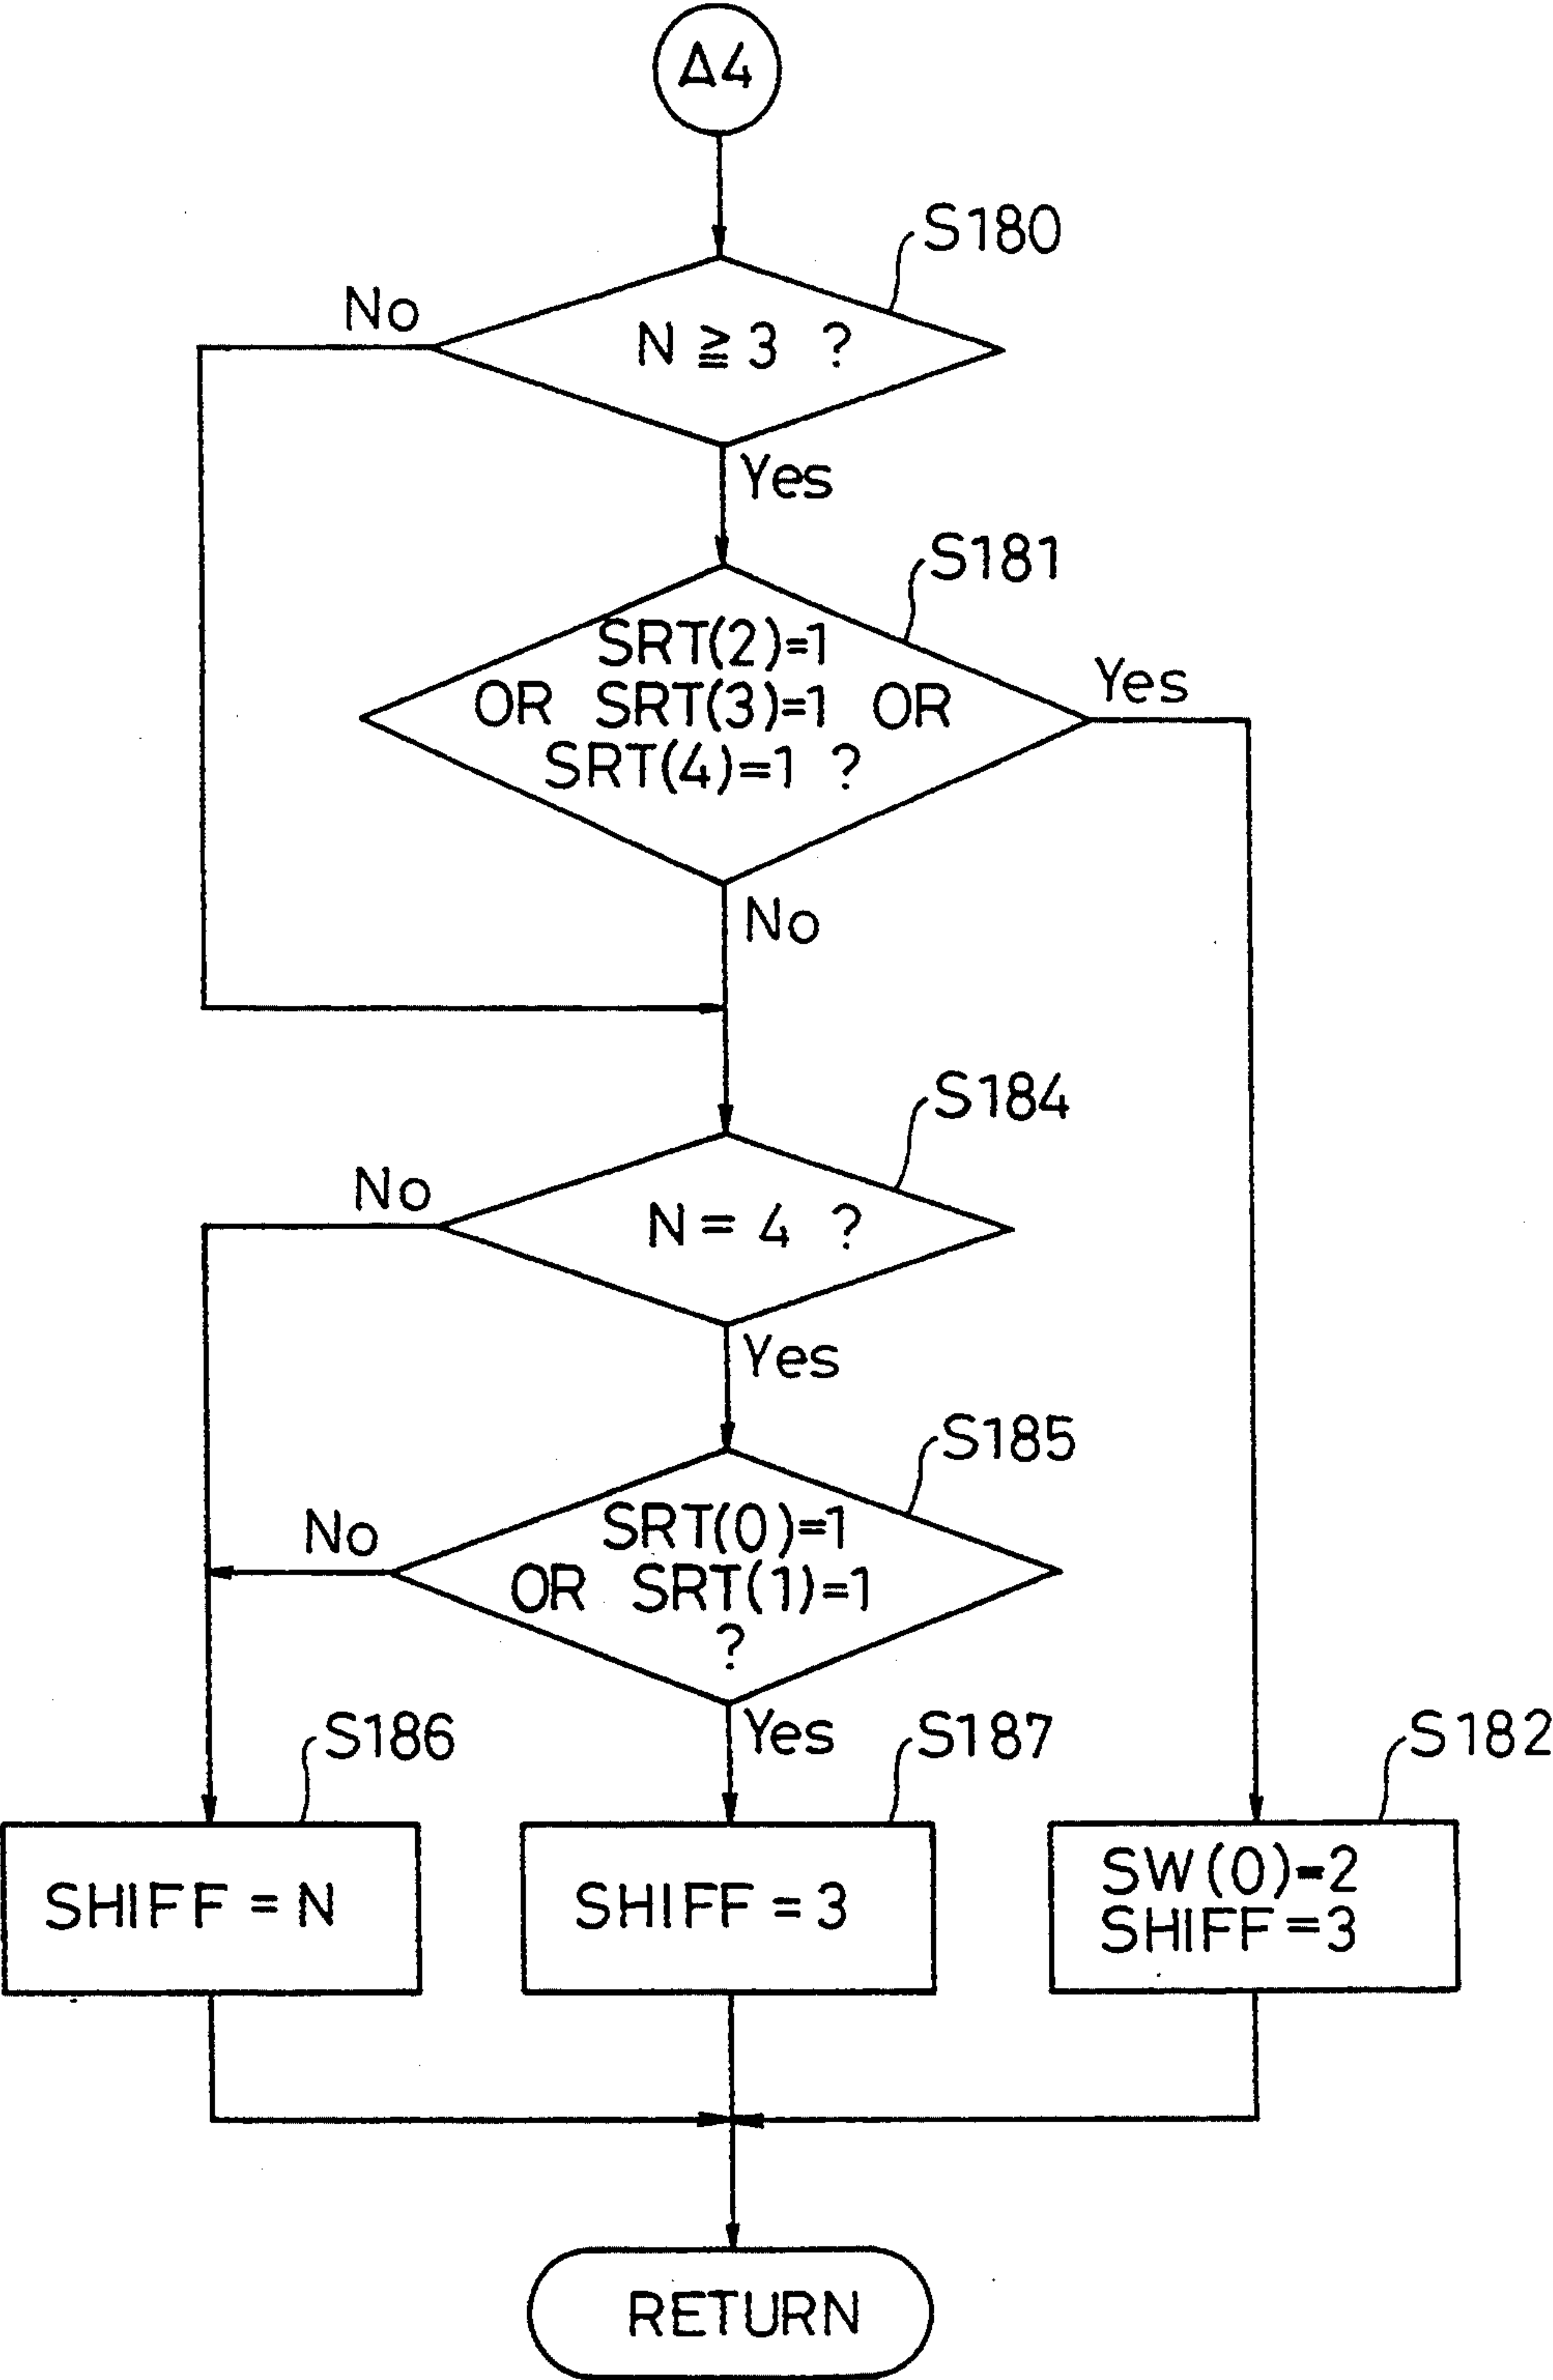 A4
S180
No
N ≧ 3 ?
Yes
S181
SRT(2)=1
OR SRT(3)=1 OR
SRT(4)=1 ?
Yes
No
S184
No
N = 4 ?
Yes
S185
No
SRT(0)=1
OR SRT(1)=1
?
Yes
S186
S187
S182
SHIFF = N
SHIFF = 3
SW(0)=2
SHIFF = 3
RETURN